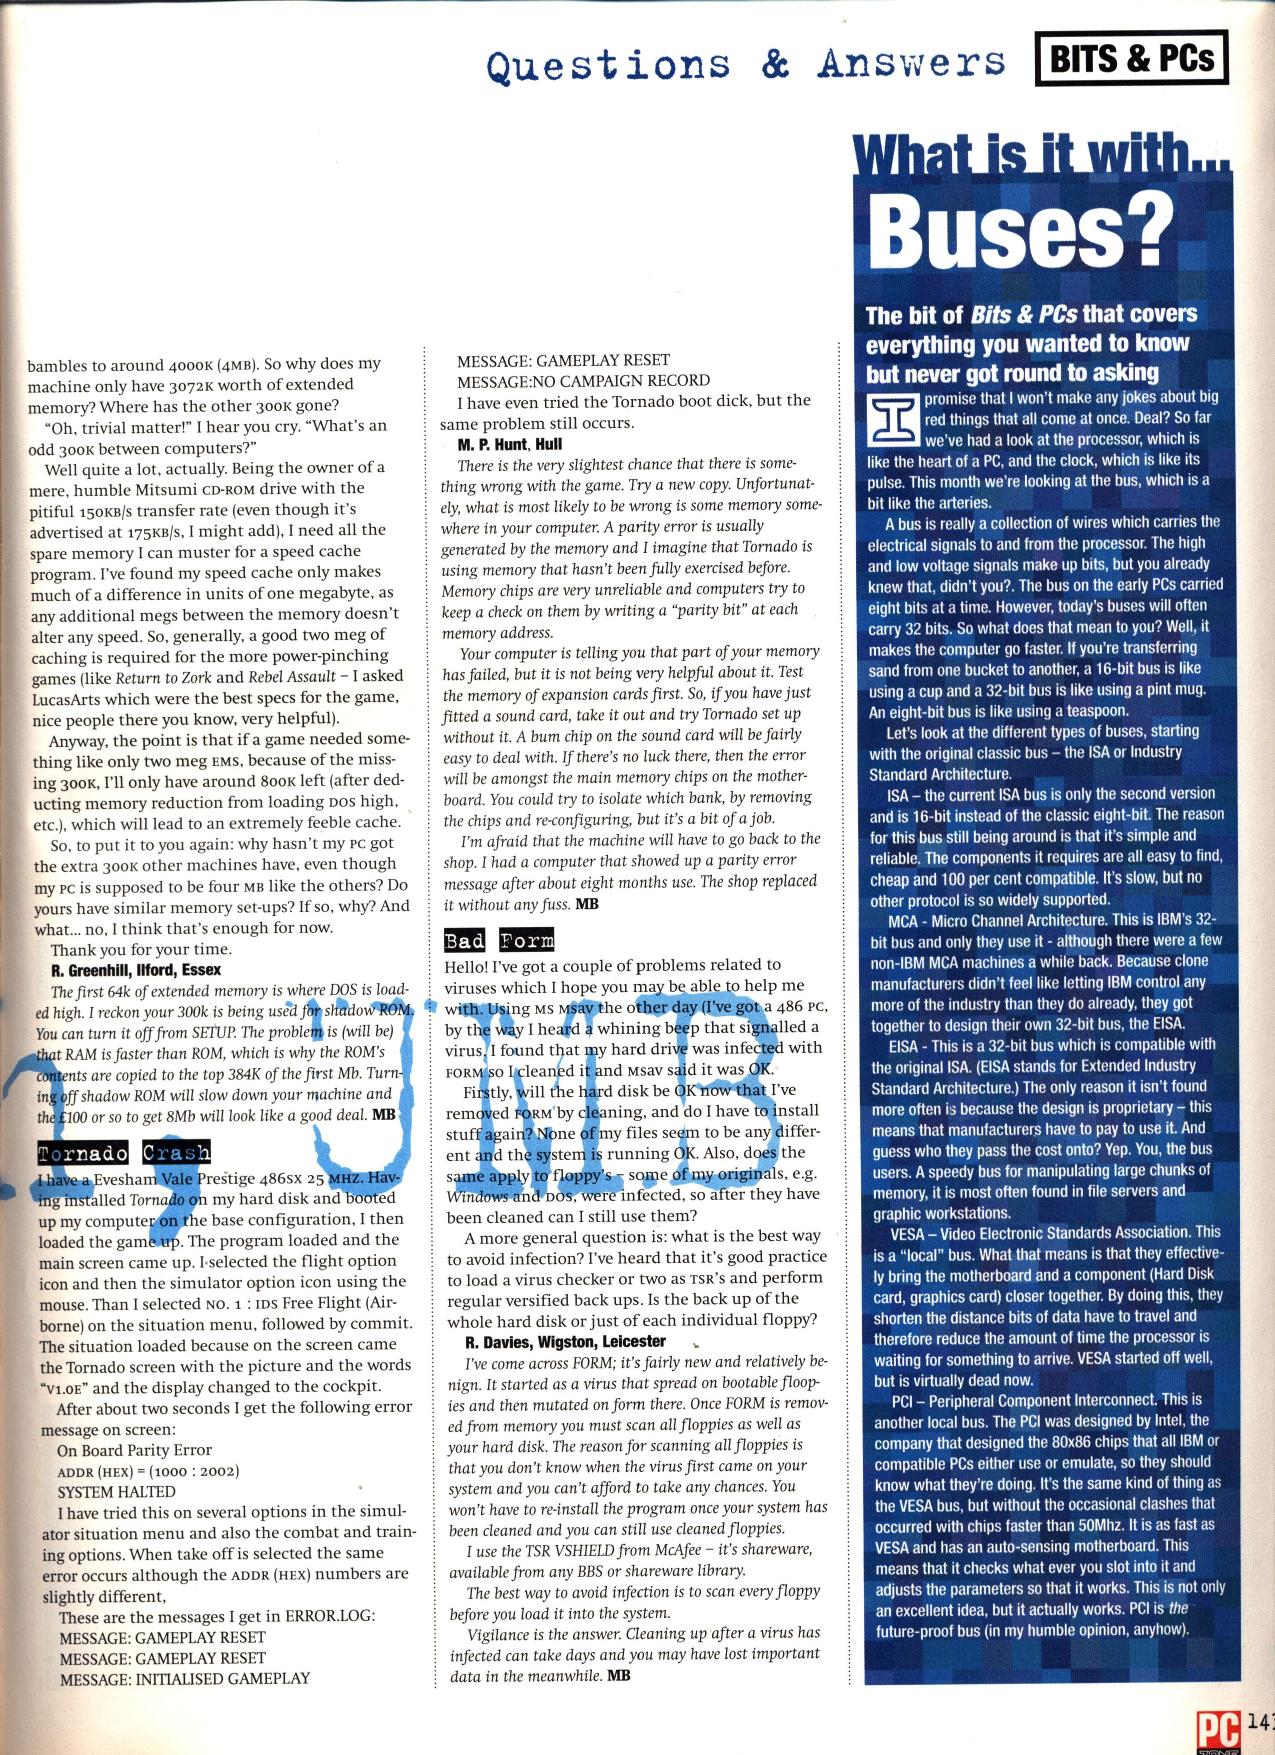 Questions & Answers BITS & PCs
bambles to around 4000K (4MB). So why does my
machine only have 3072K worth of extended
memory? Where has the other 300K gone?
"Oh, trivial matter!" I hear you cry. "What's an
odd 300K between computers?"
Well quite a lot, actually. Being the owner of a
mere, humble Mitsumi CD-ROM drive with the
pitiful 150KB/s transfer rate (even though it's
advertised at 175KB/s, I might add), I need all the
spare memory I can muster for a speed cache
program. I've found my speed cache only makes
much of a difference in units of one megabyte, as
any additional megs between the memory doesn't
alter any speed. So, generally, a good two meg of
caching is required for the more power-pinching
games (like Return to Zork and Rebel Assault – I asked
LucasArts which were the best specs for the game,
nice people there you know, very helpful).
Anyway, the point is that if a game needed some-
thing like only two meg EMS, because of the miss-
ing 300K, I'll only have around 800K left (after ded-
ucting memory reduction from loading DOS high,
etc.), which will lead to an extremely feeble cache.
So, to put it to you again: why hasn't my PC got
the extra 300K other machines have, even though
my PC is supposed to be four MB like the others? Do
yours have similar memory set-ups? If so, why? And
what... no, I think that's enough for now.
Thank you for your time.
R. Greenhill, Ilford, Essex
The first 64k of extended memory is where DOS is load-
ed high. I reckon your 300k is being used for shadow ROM.
You can turn it off from SETUP. The problem is (will be)
that RAM is faster than ROM, which is why the ROM's
contents are copied to the top 384K of the first Mb. Turn-
ing off shadow ROM will slow down your machine and
the £100 or so to get 8Mb will look like a good deal. MB
Tornado Crash
I have a Evesham Vale Prestige 486SX 25 MHZ. Hav-
ing installed Tornado on my hard disk and booted
up my computer on the base configuration, I then
loaded the game up. The program loaded and the
main screen came up. I selected the flight option
icon and then the simulator option icon using the
mouse. Than I selected NO. 1 : IDS Free Flight (Air-
borne) on the situation menu, followed by commit.
The situation loaded because on the screen came
the Tornado screen with the picture and the words
"V1.0E" and the display changed to the cockpit.
After about two seconds I get the following error
message on screen:
On Board Parity Error
ADDR (HEX) = (1000 : 2002)
SYSTEM HALTED
I have tried this on several options in the simul-
ator situation menu and also the combat and train-
ing options. When take off is selected the same
error occurs although the ADDR (HEX) numbers are
slightly different,
These are the messages I get in ERROR.LOG:
MESSAGE: GAMEPLAY RESET
MESSAGE: GAMEPLAY RESET
MESSAGE: INITIALISED GAMEPLAY
MESSAGE: GAMEPLAY RESET
MESSAGE:NO CAMPAIGN RECORD
I have even tried the Tornado boot dick, but the
same problem still occurs.
M. P. Hunt, Hull
There is the very slightest chance that there is some-
thing wrong with the game. Try a new copy. Unfortunat-
ely, what is most likely to be wrong is some memory some-
where in your computer. A parity error is usually
generated by the memory and I imagine that Tornado is
using memory that hasn't been fully exercised before.
Memory chips are very unreliable and computers try to
keep a check on them by writing a "parity bit" at each
memory address.
Your computer is telling you that part of your memory
has failed, but it is not being very helpful about it. Test
the memory of expansion cards first. So, if you have just
fitted a sound card, take it out and try Tornado set up
without it. A bum chip on the sound card will be fairly
easy to deal with. If there's no luck there, then the error
will be amongst the main memory chips on the mother-
board. You could try to isolate which bank, by removing
the chips and re-configuring, but it's a bit of a job.
I'm afraid that the machine will have to go back to the
shop. I had a computer that showed up a parity error
message after about eight months use. The shop replaced
it without any fuss. MB
Bad Form
Hello! I've got a couple of problems related to
viruses which I hope you may be able to help me
with. Using MS Msav the other day (I've got a 486 PC,
by the way I heard a whining beep that signalled a
virus, I found that my hard drive was infected with
FORM so I cleaned it and Msav said it was OK.
Firstly, will the hard disk be OK now that I've
removed FORM by cleaning, and do I have to install
stuff again? None of my files seem to be any differ-
ent and the system is running OK. Also, does the
same apply to floppy's – some of my originals, e.g.
Windows and DOS, were infected, so after they have
been cleaned can I still use them?
A more general question is: what is the best way
to avoid infection? I've heard that it's good practice
to load a virus checker or two as TSR's and perform
regular versified back ups. Is the back up of the
whole hard disk or just of each individual floppy?
R. Davies, Wigston, Leicester
I've come across FORM; it's fairly new and relatively be-
nign. It started as a virus that spread on bootable floop-
ies and then mutated on form there. Once FORM is remov-
ed from memory you must scan all floppies as well as
your hard disk. The reason for scanning all floppies is
that you don't know when the virus first came on your
system and you can't afford to take any chances. You
won't have to re-install the program once your system has
been cleaned and you can still use cleaned floppies.
I use the TSR VSHIELD from McAfee – it's shareware,
available from any BBS or shareware library.
The best way to avoid infection is to scan every floppy
before you load it into the system.
Vigilance is the answer. Cleaning up after a virus has
infected can take days and you may have lost important
data in the meanwhile. MB
What is it with...
Buses?
The bit of Bits & PCs that covers
everything you wanted to know
but never got round to asking
I promise that I won't make any jokes about big
red things that all come at once. Deal? So far
we've had a look at the processor, which is
like the heart of a PC, and the clock, which is like its
pulse. This month we're looking at the bus, which is a
bit like the arteries.
A bus is really a collection of wires which carries the
electrical signals to and from the processor. The high
and low voltage signals make up bits, but you already
knew that, didn't you?. The bus on the early PCs carried
eight bits at a time. However, today's buses will often
carry 32 bits. So what does that mean to you? Well, it
makes the computer go faster. If you're transferring
sand from one bucket to another, a 16-bit bus is like
using a cup and a 32-bit bus is like using a pint mug.
An eight-bit bus is like using a teaspoon.
Let's look at the different types of buses, starting
with the original classic bus – the ISA or Industry
Standard Architecture.
ISA – the current ISA bus is only the second version
and is 16-bit instead of the classic eight-bit. The reason
for this bus still being around is that it's simple and
reliable. The components it requires are all easy to find,
cheap and 100 per cent compatible. It's slow, but no
other protocol is so widely supported.
MCA - Micro Channel Architecture. This is IBM's 32-
bit bus and only they use it - although there were a few
non-IBM MCA machines a while back. Because clone
manufacturers didn't feel like letting IBM control any
more of the industry than they do already, they got
together to design their own 32-bit bus, the EISA.
EISA - This is a 32-bit bus which is compatible with
the original ISA. (EISA stands for Extended Industry
Standard Architecture.) The only reason it isn't found
more often is because the design is proprietary – this
means that manufacturers have to pay to use it. And
guess who they pass the cost onto? Yep. You, the bus
users. A speedy bus for manipulating large chunks of
memory, it is most often found in file servers and
graphic workstations.
VESA – Video Electronic Standards Association. This
is a "local" bus. What that means is that they effective-
ly bring the motherboard and a component (Hard Disk
card, graphics card) closer together. By doing this, they
shorten the distance bits of data have to travel and
therefore reduce the amount of time the processor is
waiting for something to arrive. VESA started off well,
but is virtually dead now.
PCI – Peripheral Component Interconnect. This is
another local bus. The PCI was designed by Intel, the
company that designed the 80x86 chips that all IBM or
compatible PCs either use or emulate, so they should
know what they're doing. It's the same kind of thing as
the VESA bus, but without the occasional clashes that
occurred with chips faster than 50Mhz. It is as fast as
VESA and has an auto-sensing motherboard. This
means that it checks what ever you slot into it and
adjusts the parameters so that it works. This is not only
an excellent idea, but it actually works. PCI is the
future-proof bus (in my humble opinion, anyhow).
PC ZONE